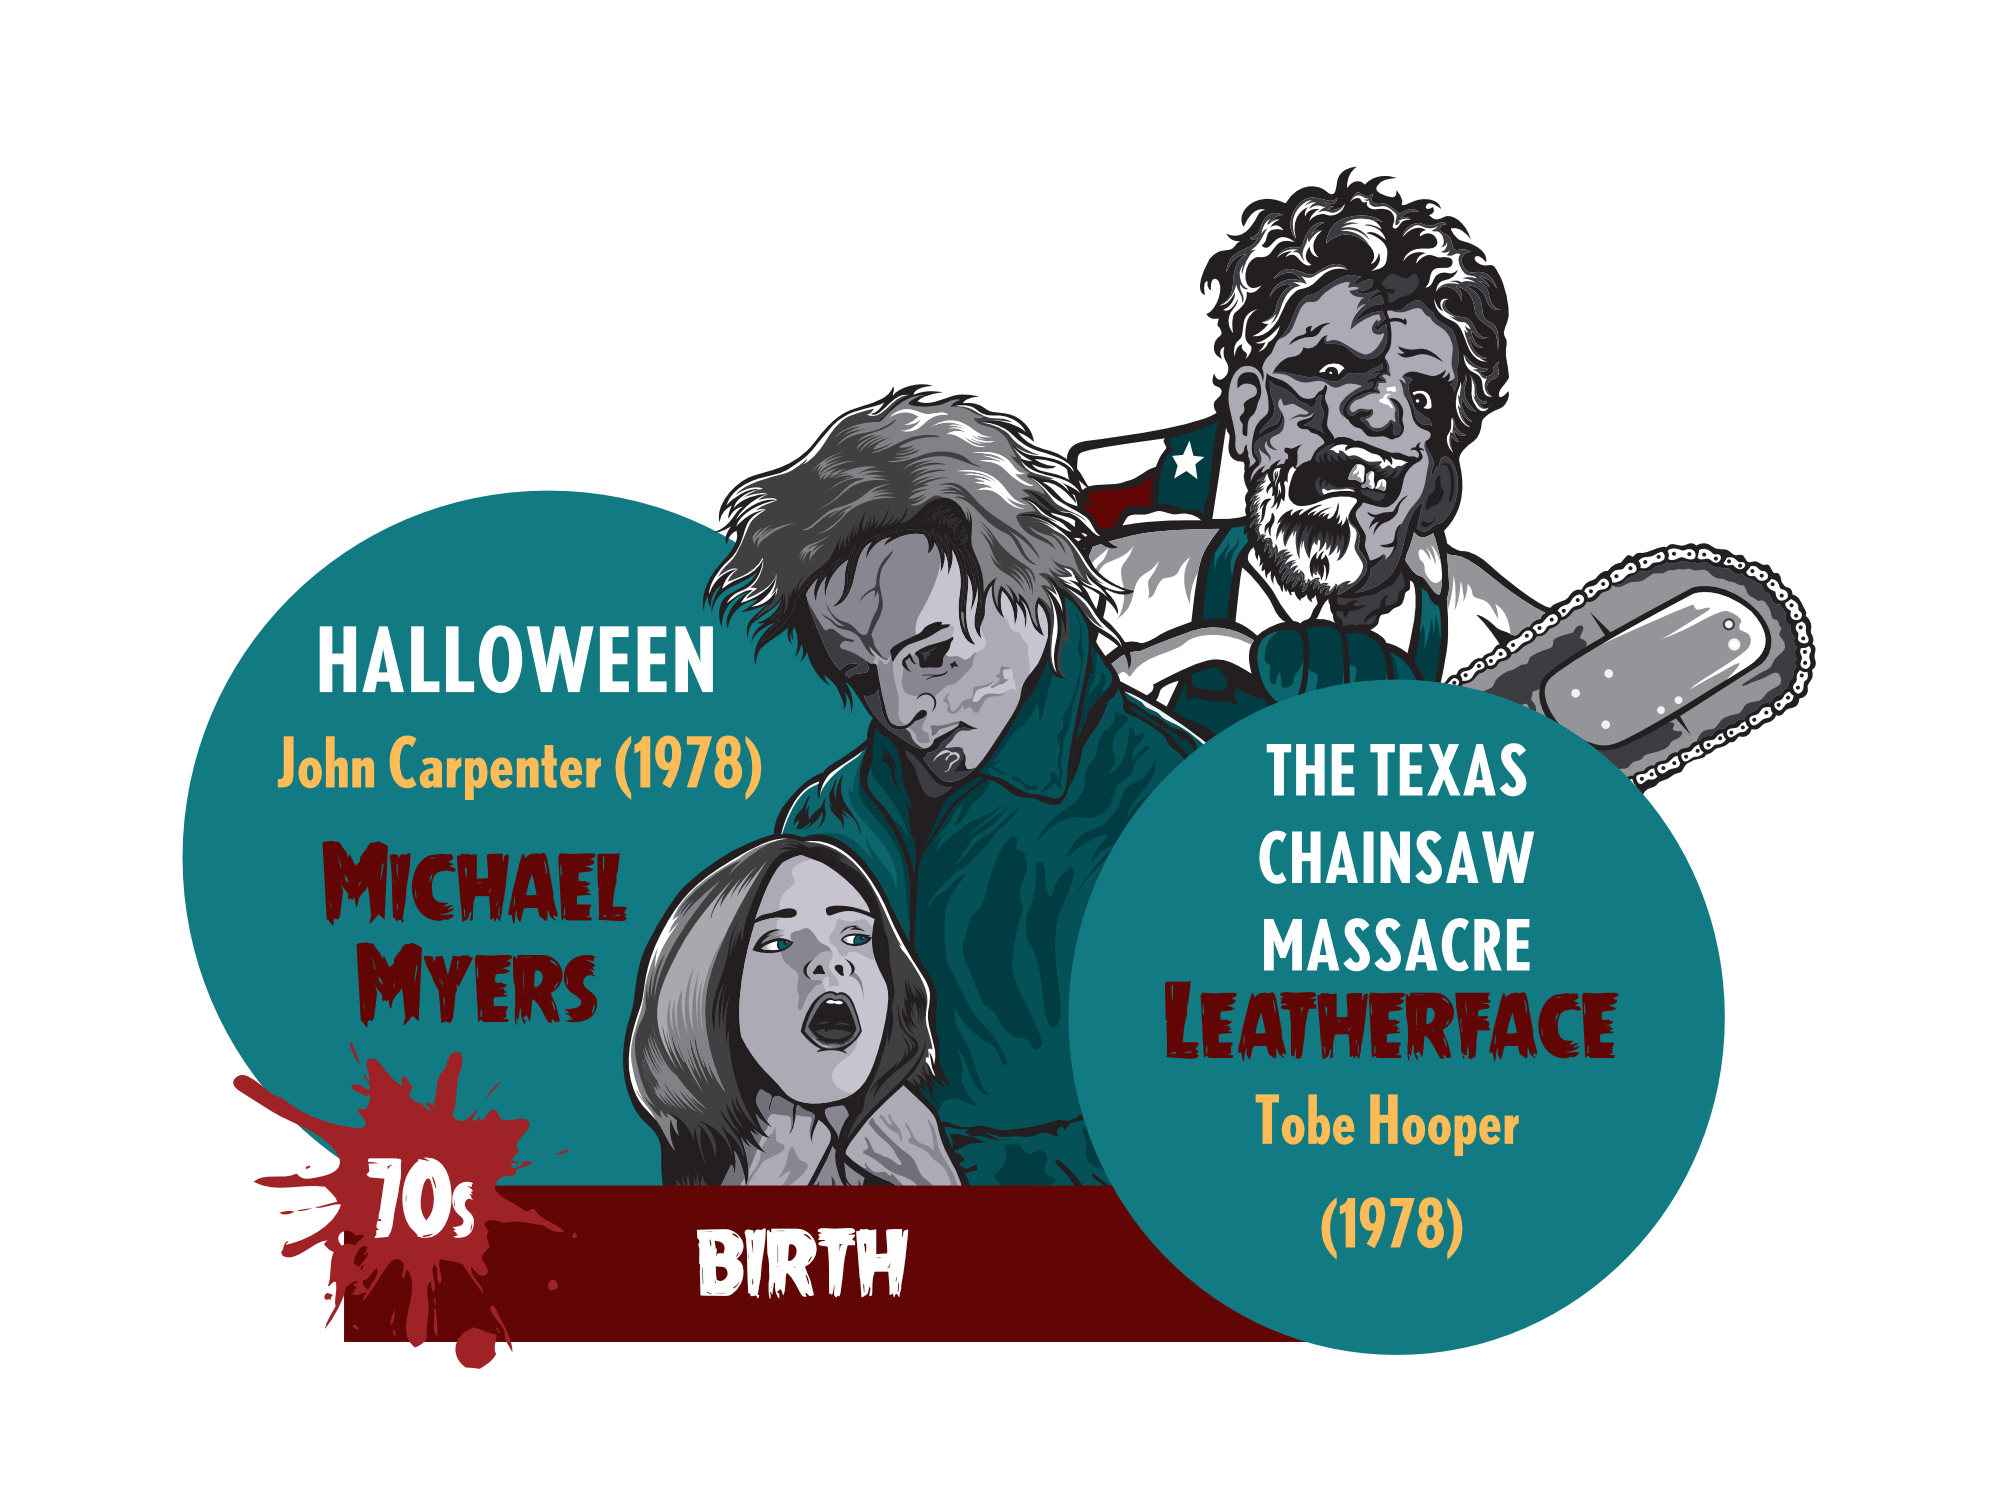 HALLOWEEN
John Carpenter (1978)
MICHAEL
MYERS
70s
BIRTH
THE TEXAS
CHAINSAW
MASSACRE
LEATHERFACE
Tobe Hooper
(1978)